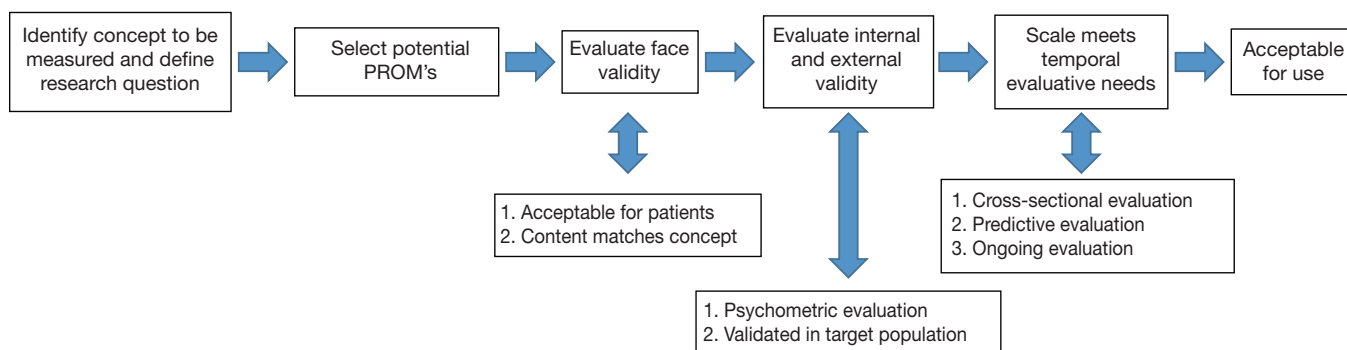 Identify concept to be
measured and define
research question
Select potential
PROM's
Evaluate face
validity
Evaluate internal
and external
validity
Scale meets
temporal
evaluative needs
Acceptable
for use
1. Acceptable for patients
2. Content matches concept
1. Psychometric evaluation
2. Validated in target population
1. Cross-sectional evaluation
2. Predictive evaluation
3. Ongoing evaluation